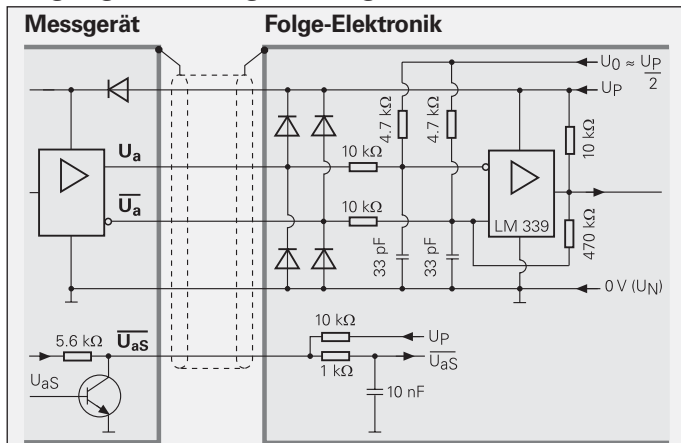 Messgerät
Folge-Elektronik
U0 ≈ UP
2
UP
4.7 kΩ
4.7 kΩ
10 kΩ
Ua
10 kΩ
Ua
10 kΩ
LM 339
33 pF
33 pF
470 kΩ
0 V (UN)
10 kΩ
5.6 kΩ
UaS
UP
1 kΩ
UaS
UaS
10 nF